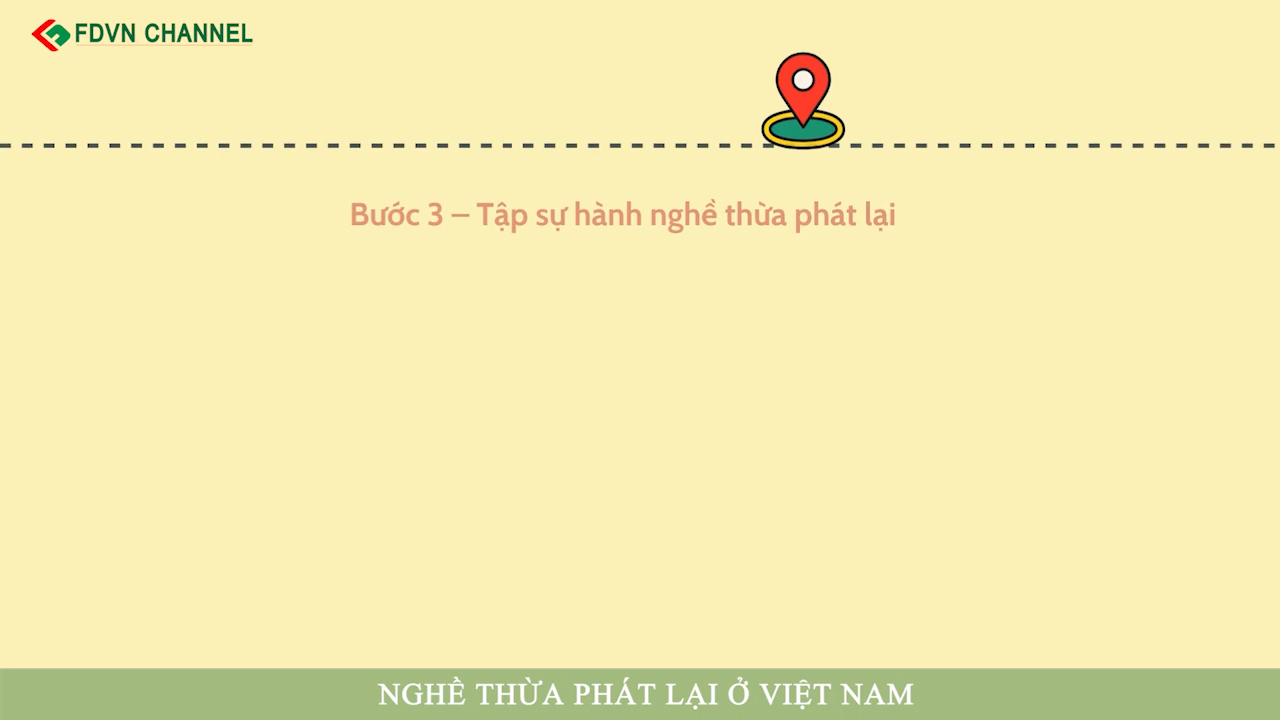 FDVN CHANNEL
Bước 3 – Tập sự hành nghề thừa phát lại
NGHỀ THỪA PHÁT LẠI Ở VIỆT NAM